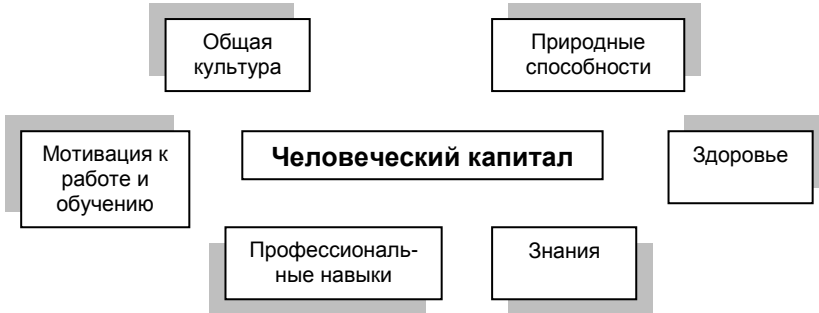 Общая
культура
Природные
способности
Мотивация к
работе и
обучению
Человеческий капитал
Здоровье
Профессиональ-
ные навыки
Знания